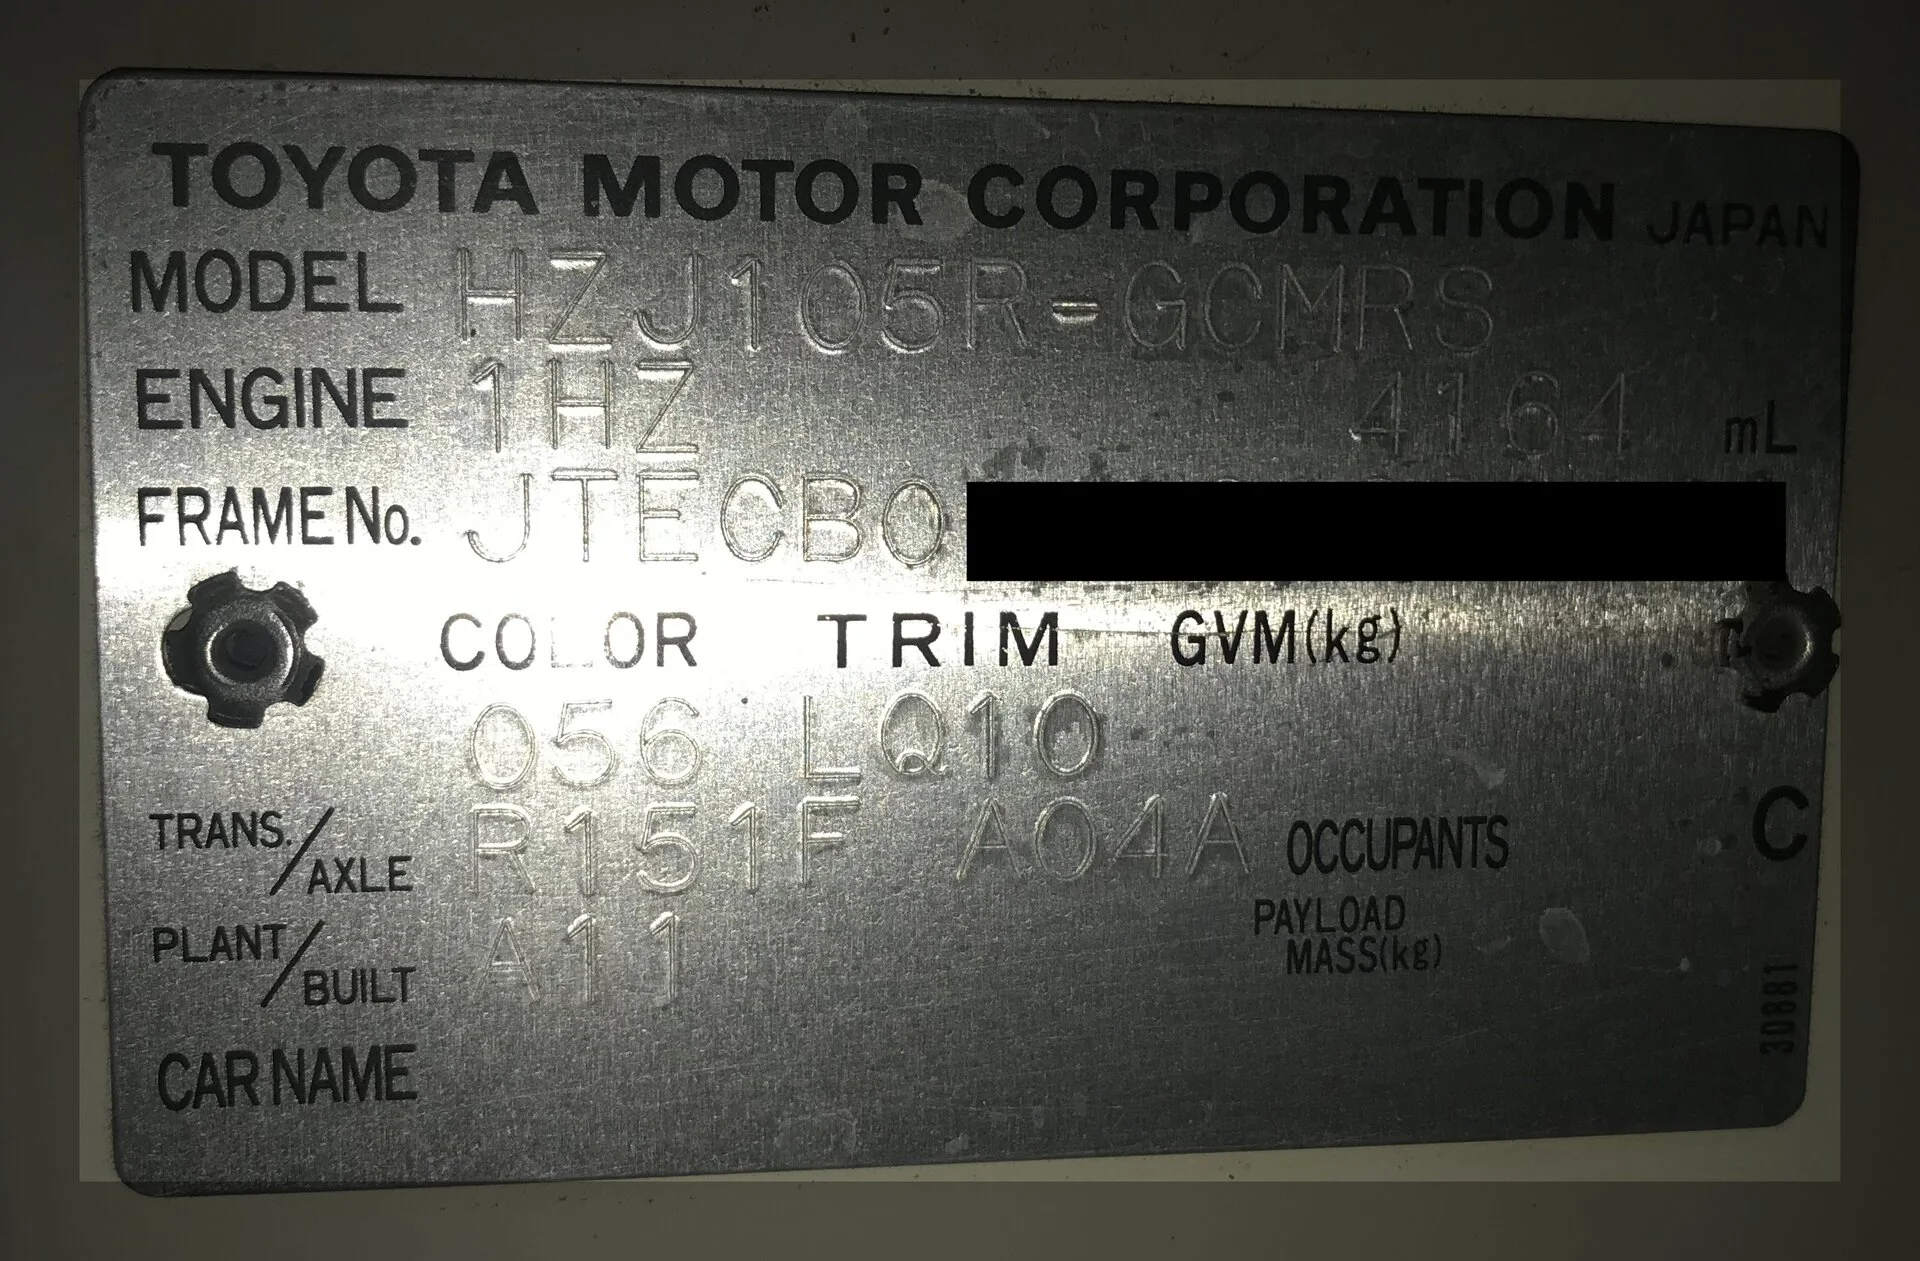 TOYOTA MOTOR CORPORATION JAPAN
MODEL HZJ105R-GCMRS
ENGINE 1HZ 4164 mL
FRAME No. JTECB0
COLOR TRIM GVM(kg)
056 LQ10
TRANS./AXLE R151F A04A OCCUPANTS C
PLANT/BUILT A11 PAYLOAD MASS(kg)
CAR NAME
30881